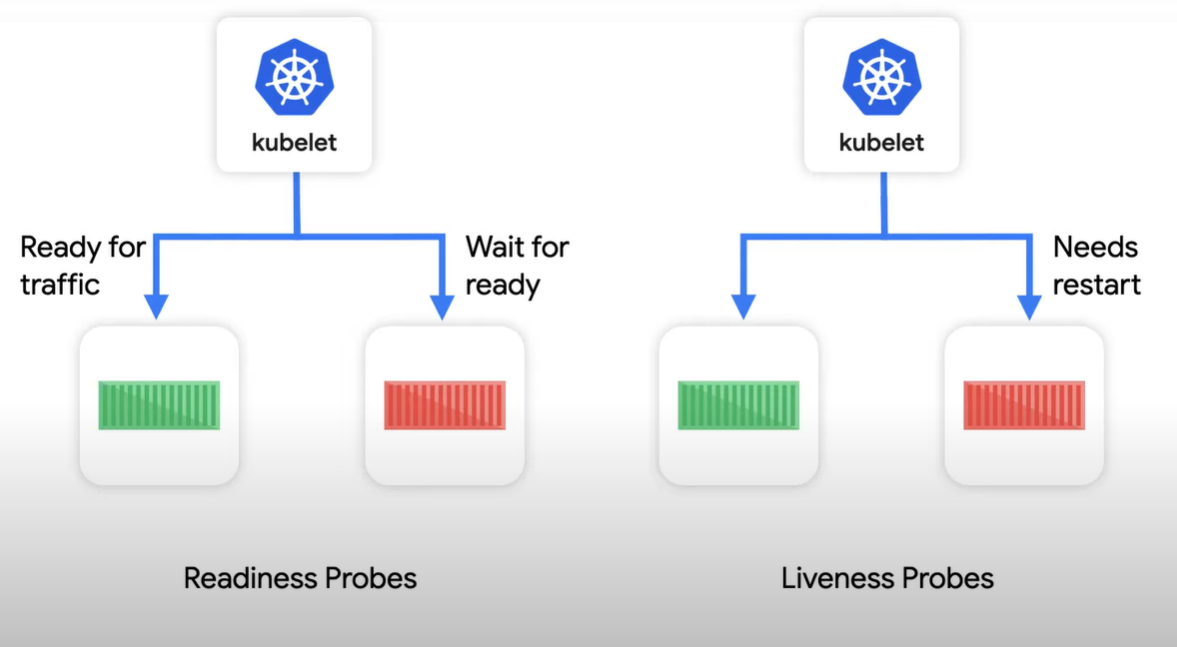 kubelet
Ready for
traffic
Wait for
ready
Readiness Probes
kubelet
Needs
restart
Liveness Probes